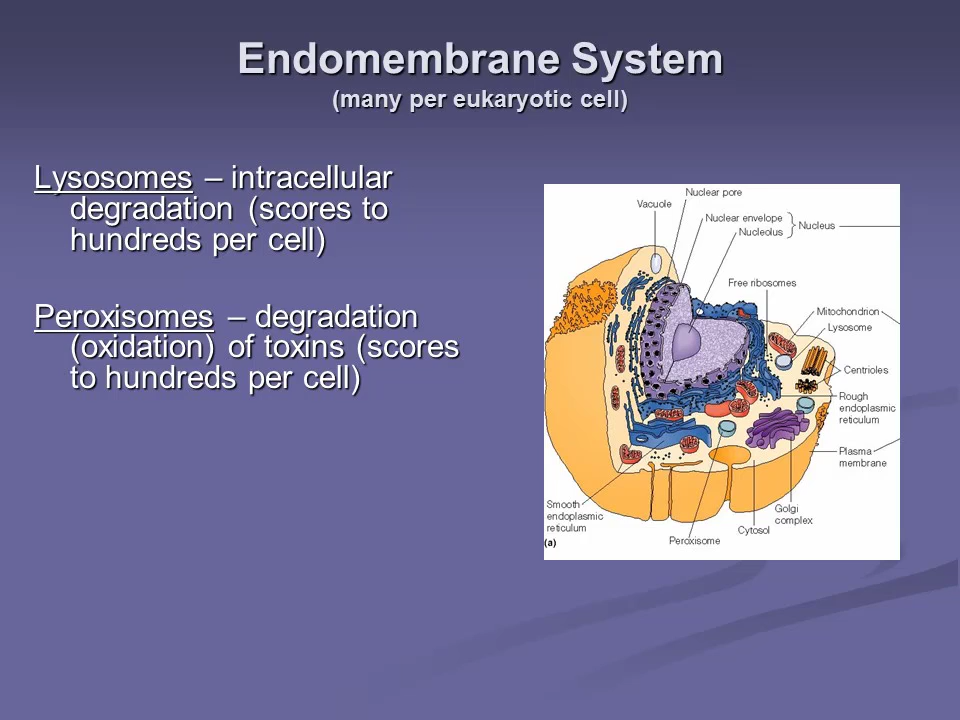 Endomembrane System
(many per eukaryotic cell)
Lysosomes – intracellular
degradation (scores to
hundreds per cell)
Peroxisomes – degradation
(oxidation) of toxins (scores
to hundreds per cell)
Nuclear pore
Vacuole
Nuclear envelope
Nucleolus
Nucleus
Free ribosomes
Mitochondrion
Lysosome
Centrioles
Rough
endoplasmic
reticulum
Plasma
membrane
Golgi
complex
Cytosol
Peroxisome
Smooth
endoplasmic
reticulum
(a)